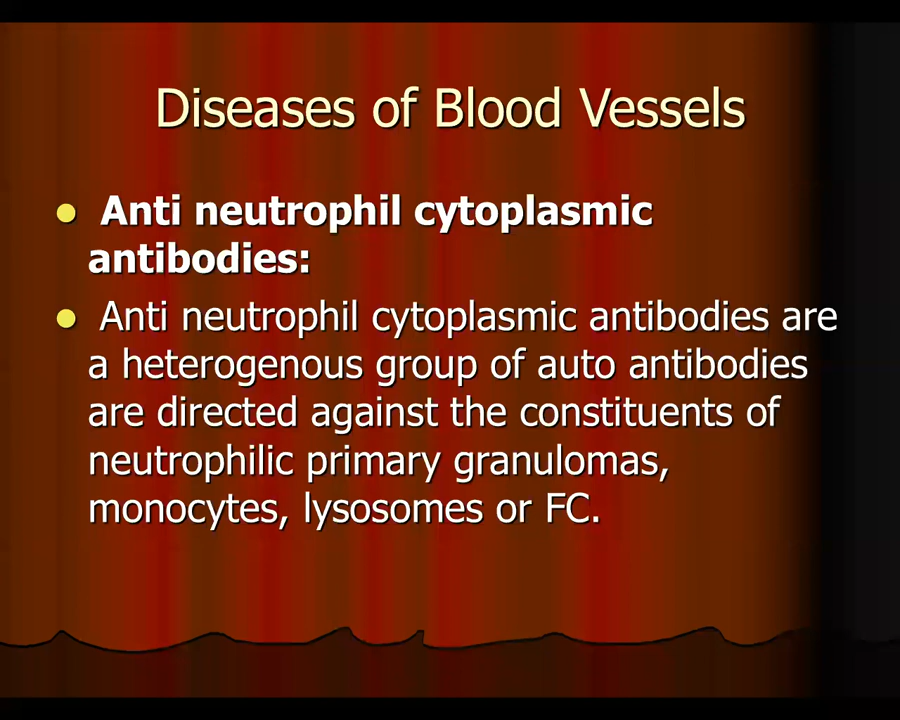 Diseases of Blood Vessels
Anti neutrophil cytoplasmic
antibodies:
Anti neutrophil cytoplasmic antibodies are
a heterogenous group of auto antibodies
are directed against the constituents of
neutrophilic primary granulomas,
monocytes, lysosomes or FC.